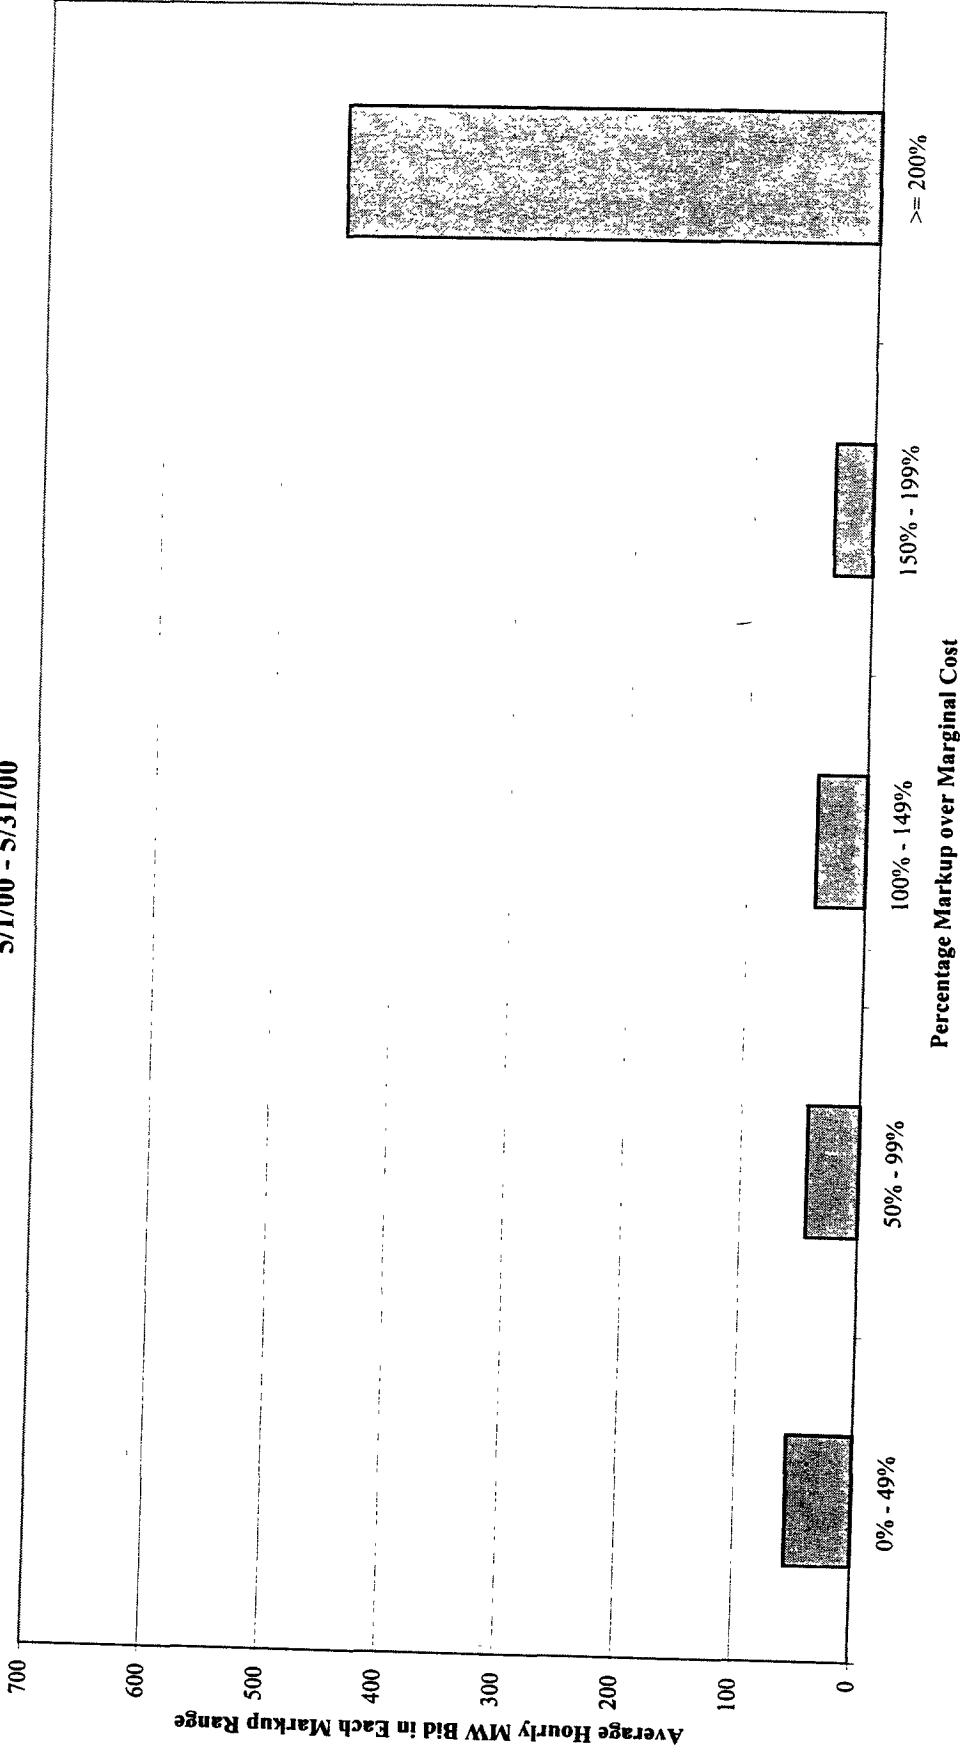 5/1/00 - 5/31/00
Average Hourly MW Bid in Each Markup Range
700
600
500
400
300
200
100
0
0% - 49%
50% - 99%
100% - 149%
150% - 199%
>= 200%
Percentage Markup over Marginal Cost